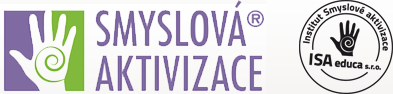 SMYSLOVÁ®
AKTIVIZACE
Institut Smyslové aktivizace
ISA educa s.r.o.